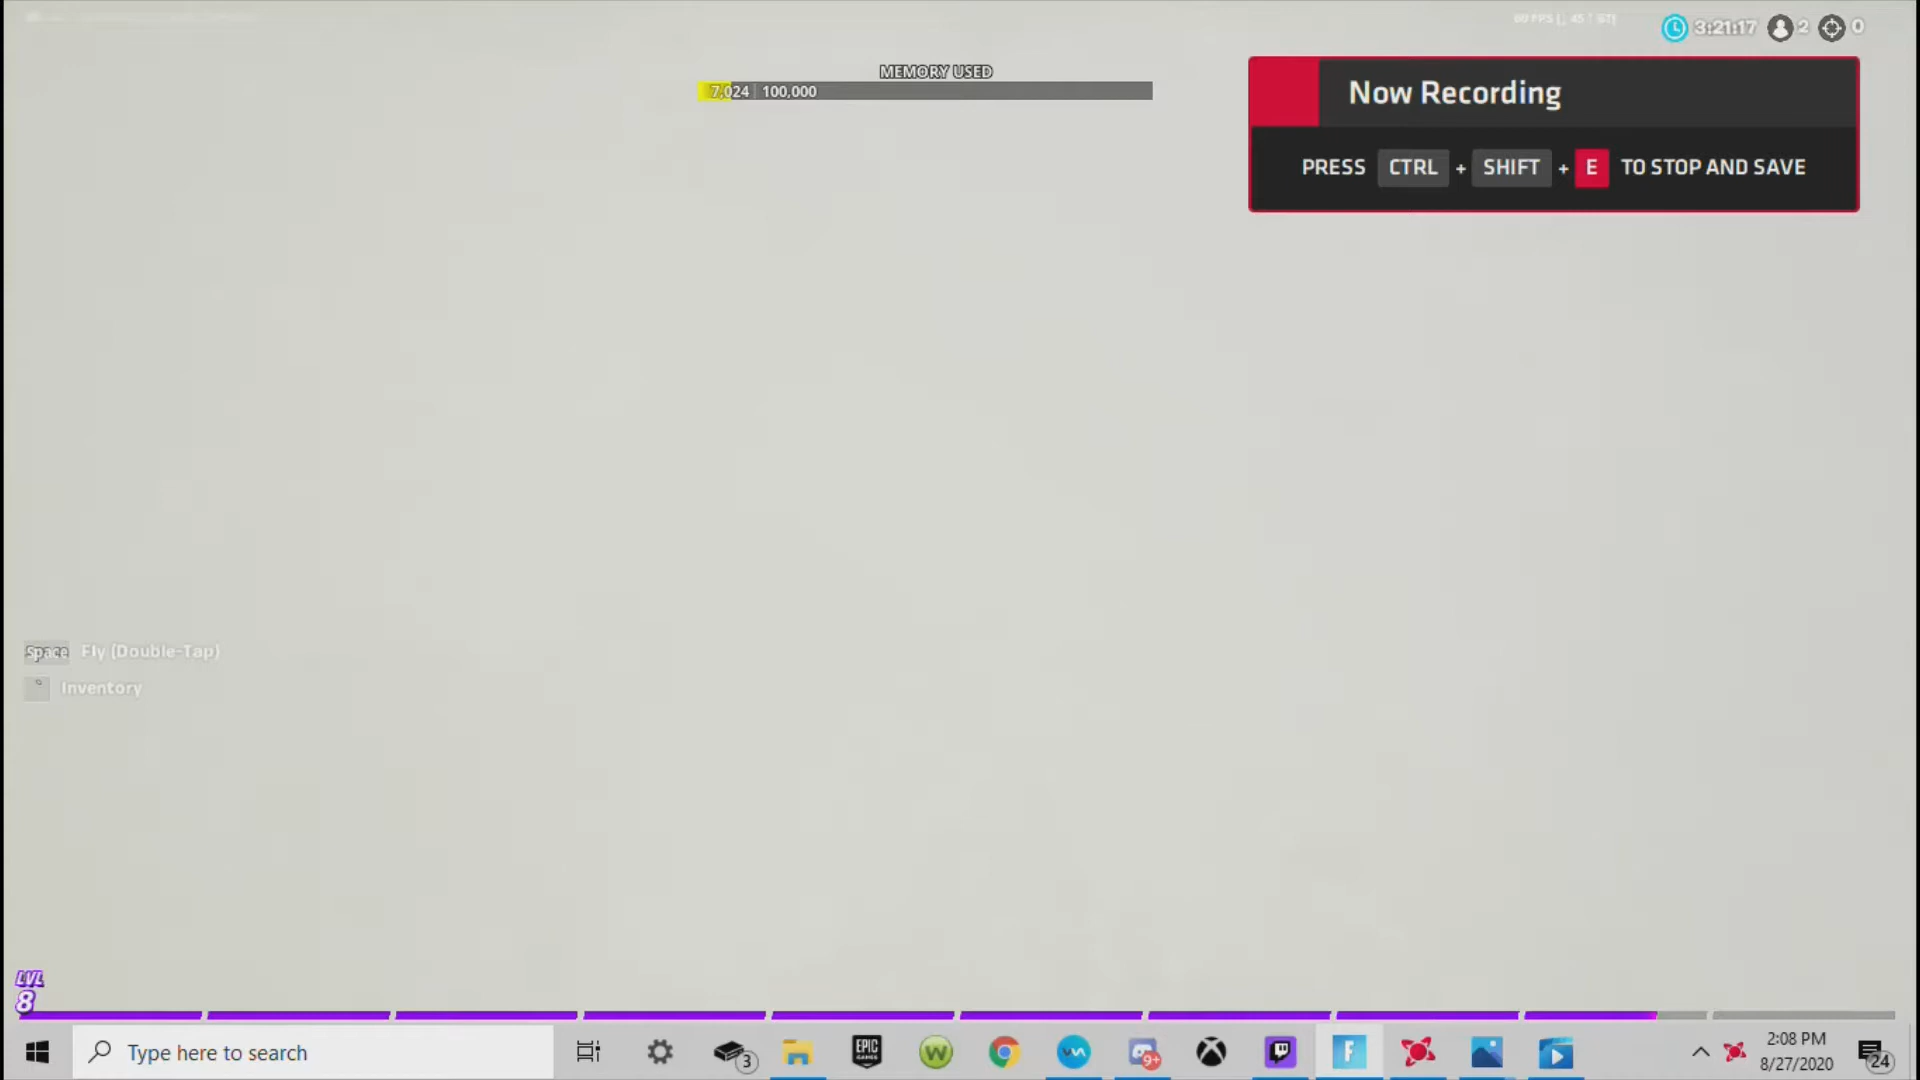 3:21:17 2 0
MEMORY USED
7,024 | 100,000
Now Recording
PRESS CTRL + SHIFT + E TO STOP AND SAVE
Space Fly (Double-Tap)
Inventory
LVL
8
Type here to search
3
EPIC
GAMES
W
9+
F
2:08 PM
8/27/2020
24